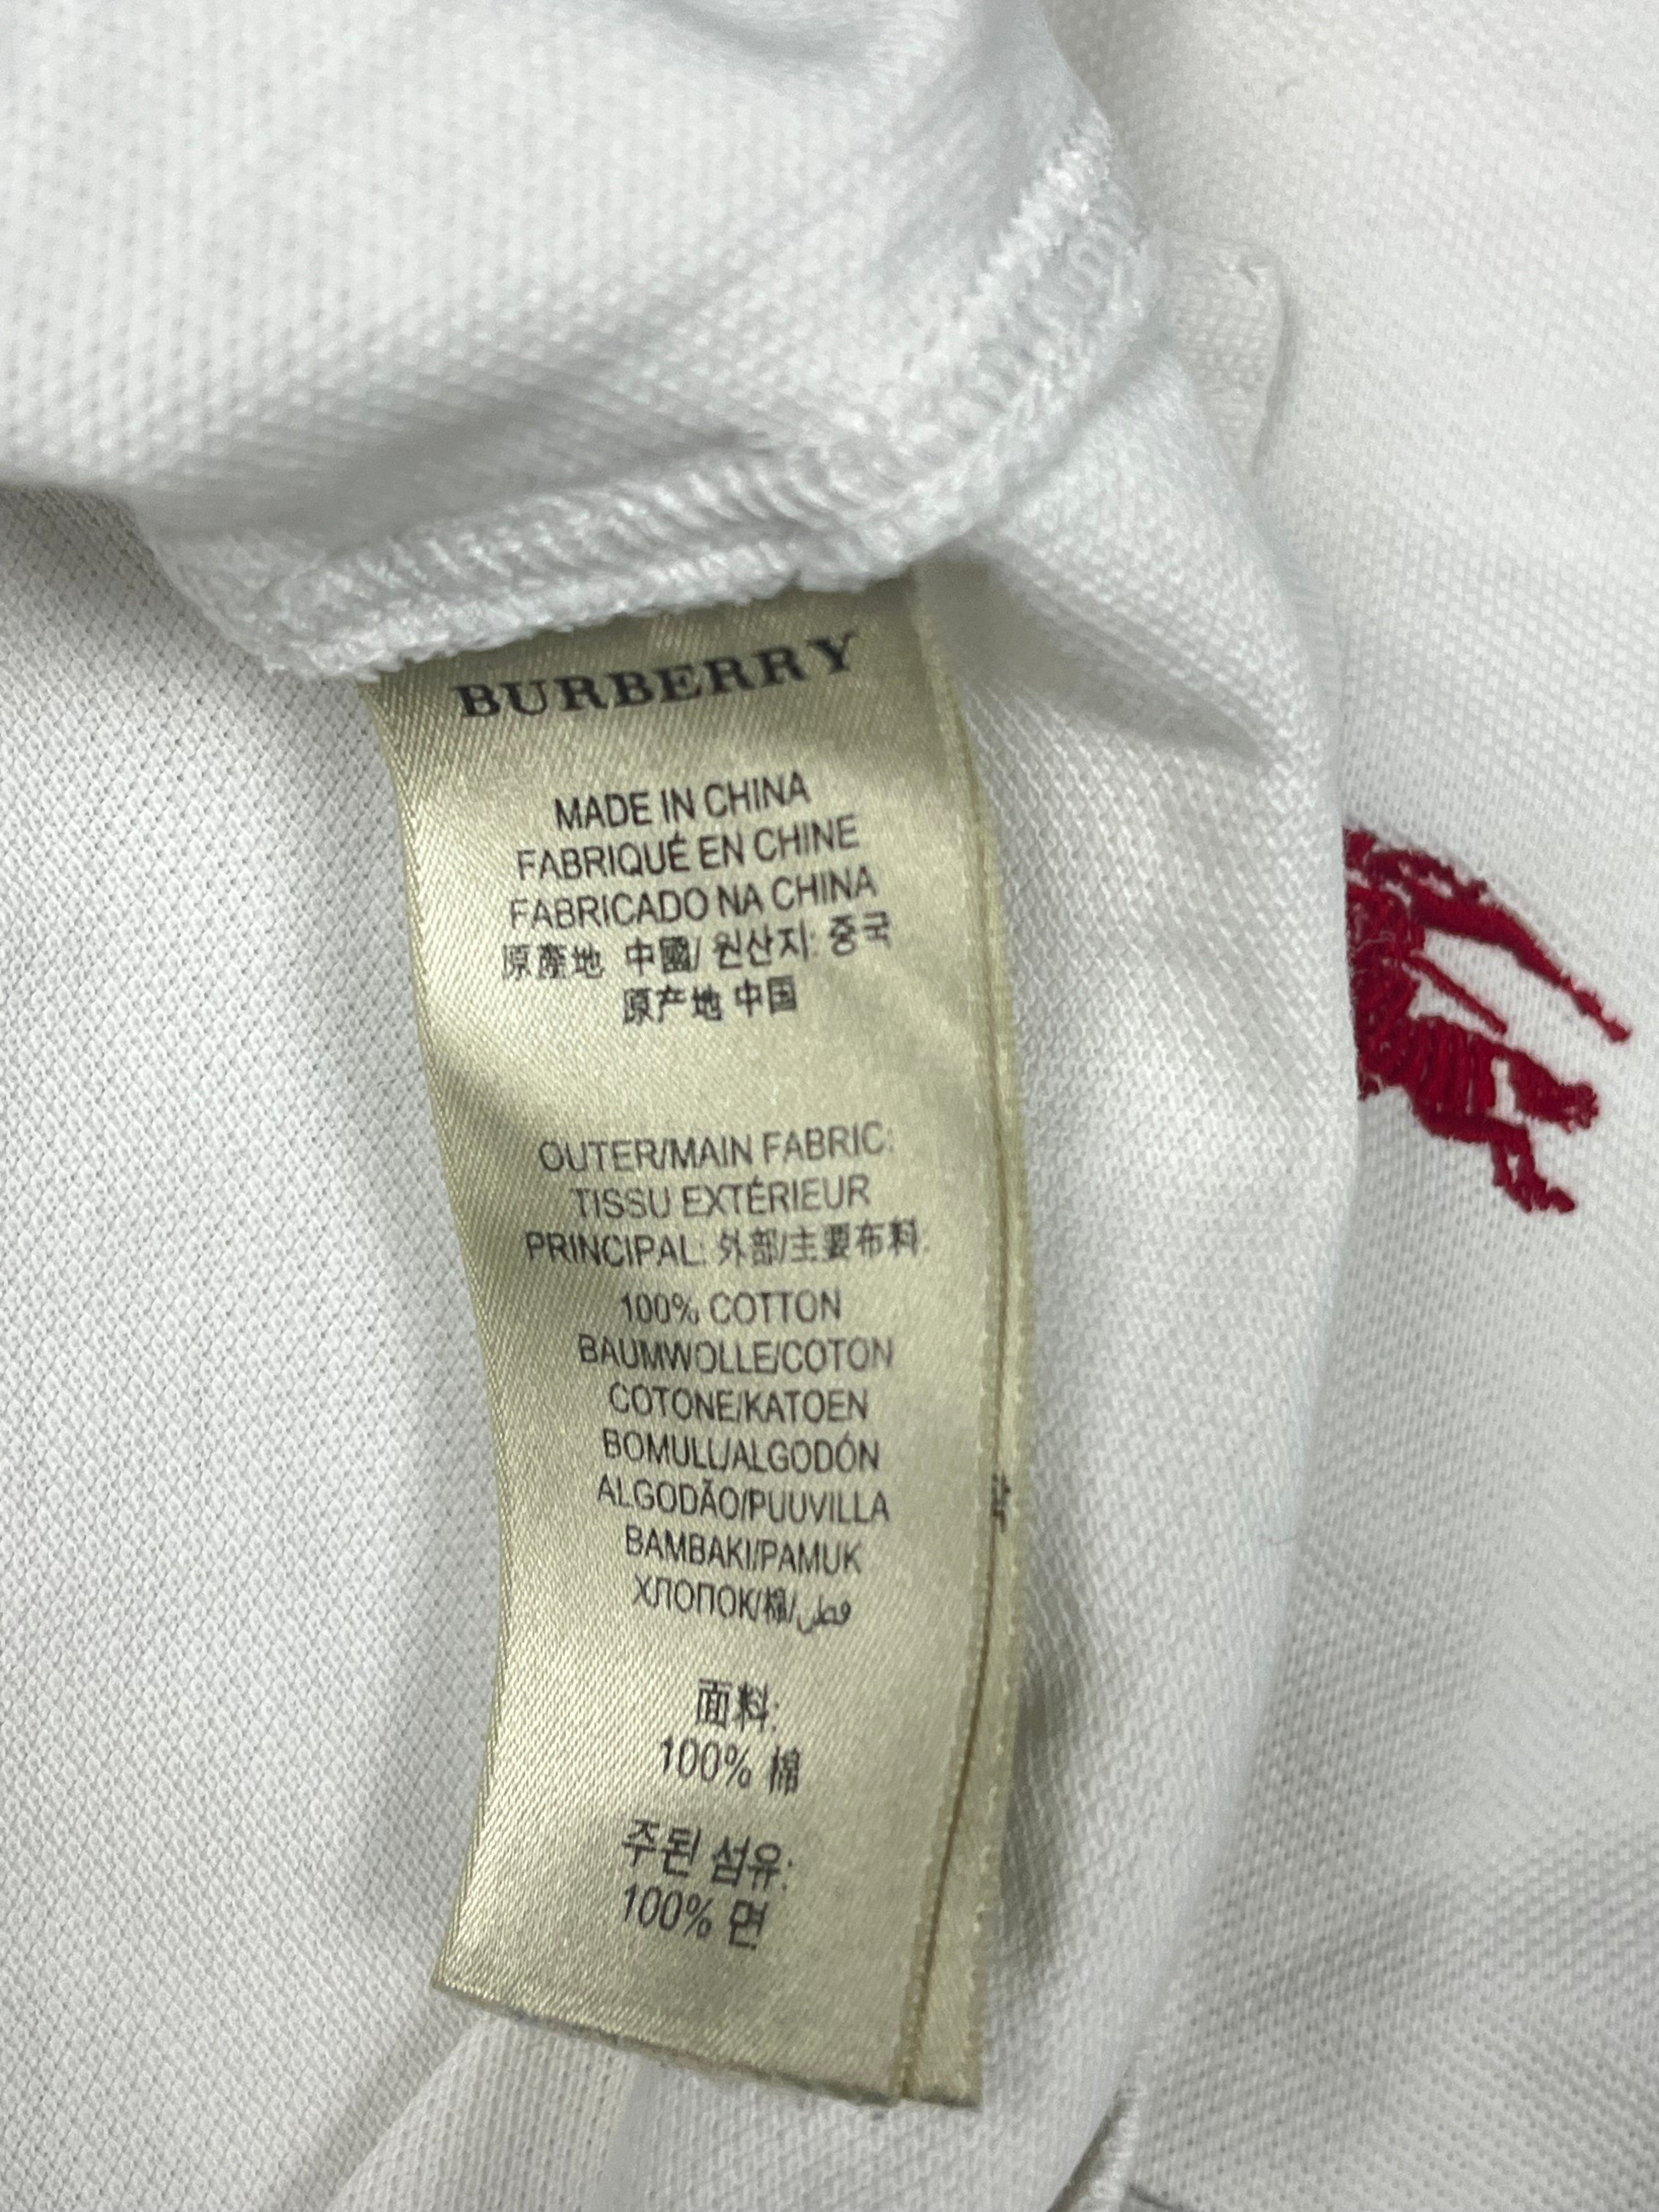 BURBERRY
MADE IN CHINA
FABRIQUÉ EN CHINE
FABRICADO NA CHINA
原產地 中國/ 원산지: 중국
原产地 中国
OUTER/MAIN FABRIC:
TISSU EXTÉRIEUR
PRINCIPAL: 外部/主要布料:
100% COTTON
BAUMWOLLE/COTON
COTONE/KATOEN
BOMULL/ALGODÓN
ALGODÃO/PUUVILLA
BAMBAKI/PAMUK
ХЛОПОК/棉/قطن
面料:
100% 棉
주된 섬유:
100% 면